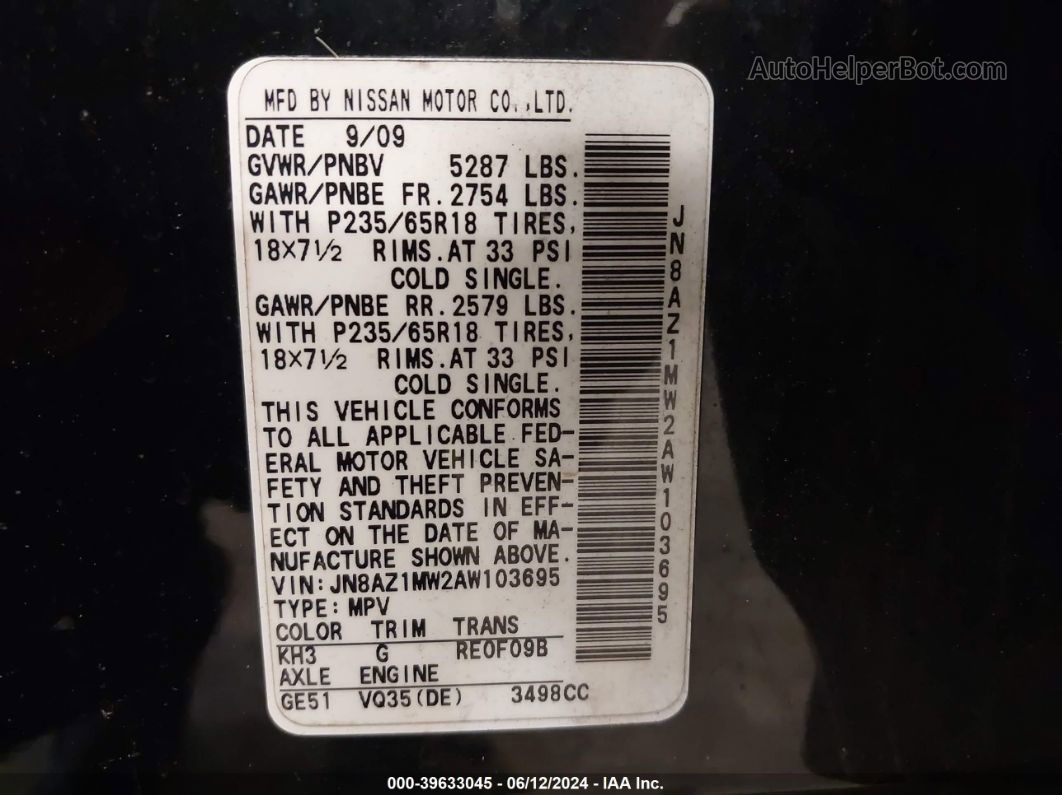 AutoHelperBot.com
MFD BY NISSAN MOTOR CO.,LTD.
DATE 9/09
GVWR/PNBV 5287 LBS.
GAWR/PNBE FR.2754 LBS.
WITH P235/65R18 TIRES,
18X7½ RIMS.AT 33 PSI
COLD SINGLE.
GAWR/PNBE RR.2579 LBS.
WITH P235/65R18 TIRES,
18X7½ RIMS.AT 33 PSI
COLD SINGLE.
THIS VEHICLE CONFORMS
TO ALL APPLICABLE FED-
ERAL MOTOR VEHICLE SA-
FETY AND THEFT PREVEN-
TION STANDARDS IN EFF-
ECT ON THE DATE OF MA-
NUFACTURE SHOWN ABOVE.
VIN:JN8AZ1MW2AW103695
TYPE:MPV
COLOR TRIM TRANS
KH3 G RE0F09B
AXLE ENGINE
GE51 VQ35(DE) 3498CC
JN8AZ1MW2AW103695
000-39633045 - 06/12/2024 - IAA Inc.